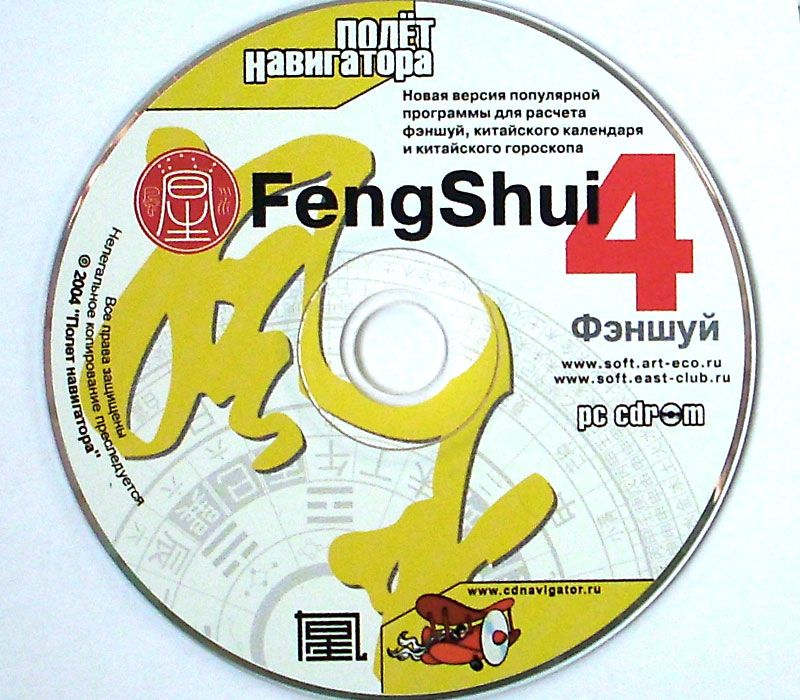 ПОЛЁТ
Навигатора
Новая версия популярной
программы для расчета
фэншуй, китайского календаря
и китайского гороскопа
FengShui
4
Фэншуй
www.soft.art-eco.ru
www.soft.east-club.ru
pc cdrom
Все права защищены
Нелегальное копирование преследуется
© 2004 "Полет навигатора"
www.cdnavigator.ru